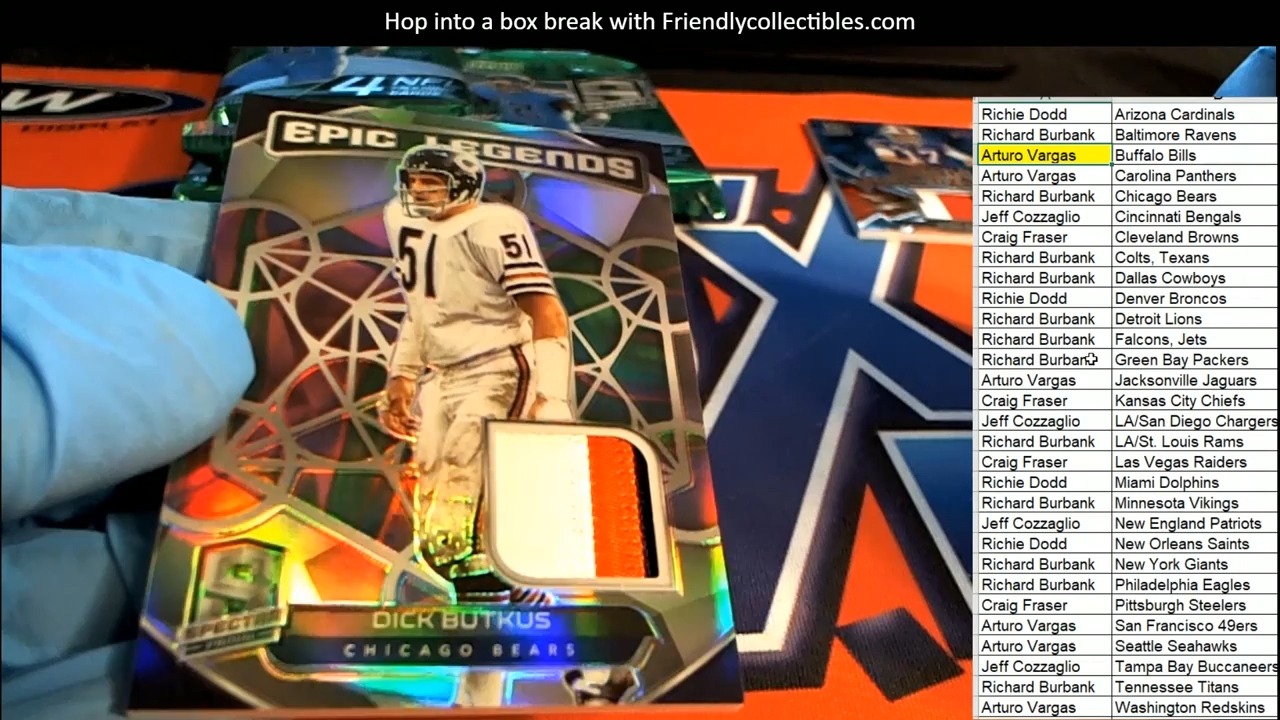 Hop into a box break with Friendlycollectibles.com
W
DISPLAY
4 NFL
TRADING
CARDS
EPIC LEGENDS
51
51
S
DICK BUTKUS
CHICAGO BEARS
Richie Dodd Arizona Cardinals
Richard Burbank Baltimore Ravens
Arturo Vargas Buffalo Bills
Arturo Vargas Carolina Panthers
Richard Burbank Chicago Bears
Jeff Cozzaglio Cincinnati Bengals
Craig Fraser Cleveland Browns
Richard Burbank Colts, Texans
Richard Burbank Dallas Cowboys
Richie Dodd Denver Broncos
Richard Burbank Detroit Lions
Richard Burbank Falcons, Jets
Richard Burbank Green Bay Packers
Arturo Vargas Jacksonville Jaguars
Craig Fraser Kansas City Chiefs
Jeff Cozzaglio LA/San Diego Chargers
Richard Burbank LA/St. Louis Rams
Craig Fraser Las Vegas Raiders
Richie Dodd Miami Dolphins
Richard Burbank Minnesota Vikings
Jeff Cozzaglio New England Patriots
Richie Dodd New Orleans Saints
Richard Burbank New York Giants
Richard Burbank Philadelphia Eagles
Craig Fraser Pittsburgh Steelers
Arturo Vargas San Francisco 49ers
Arturo Vargas Seattle Seahawks
Jeff Cozzaglio Tampa Bay Buccaneers
Richard Burbank Tennessee Titans
Arturo Vargas Washington Redskins